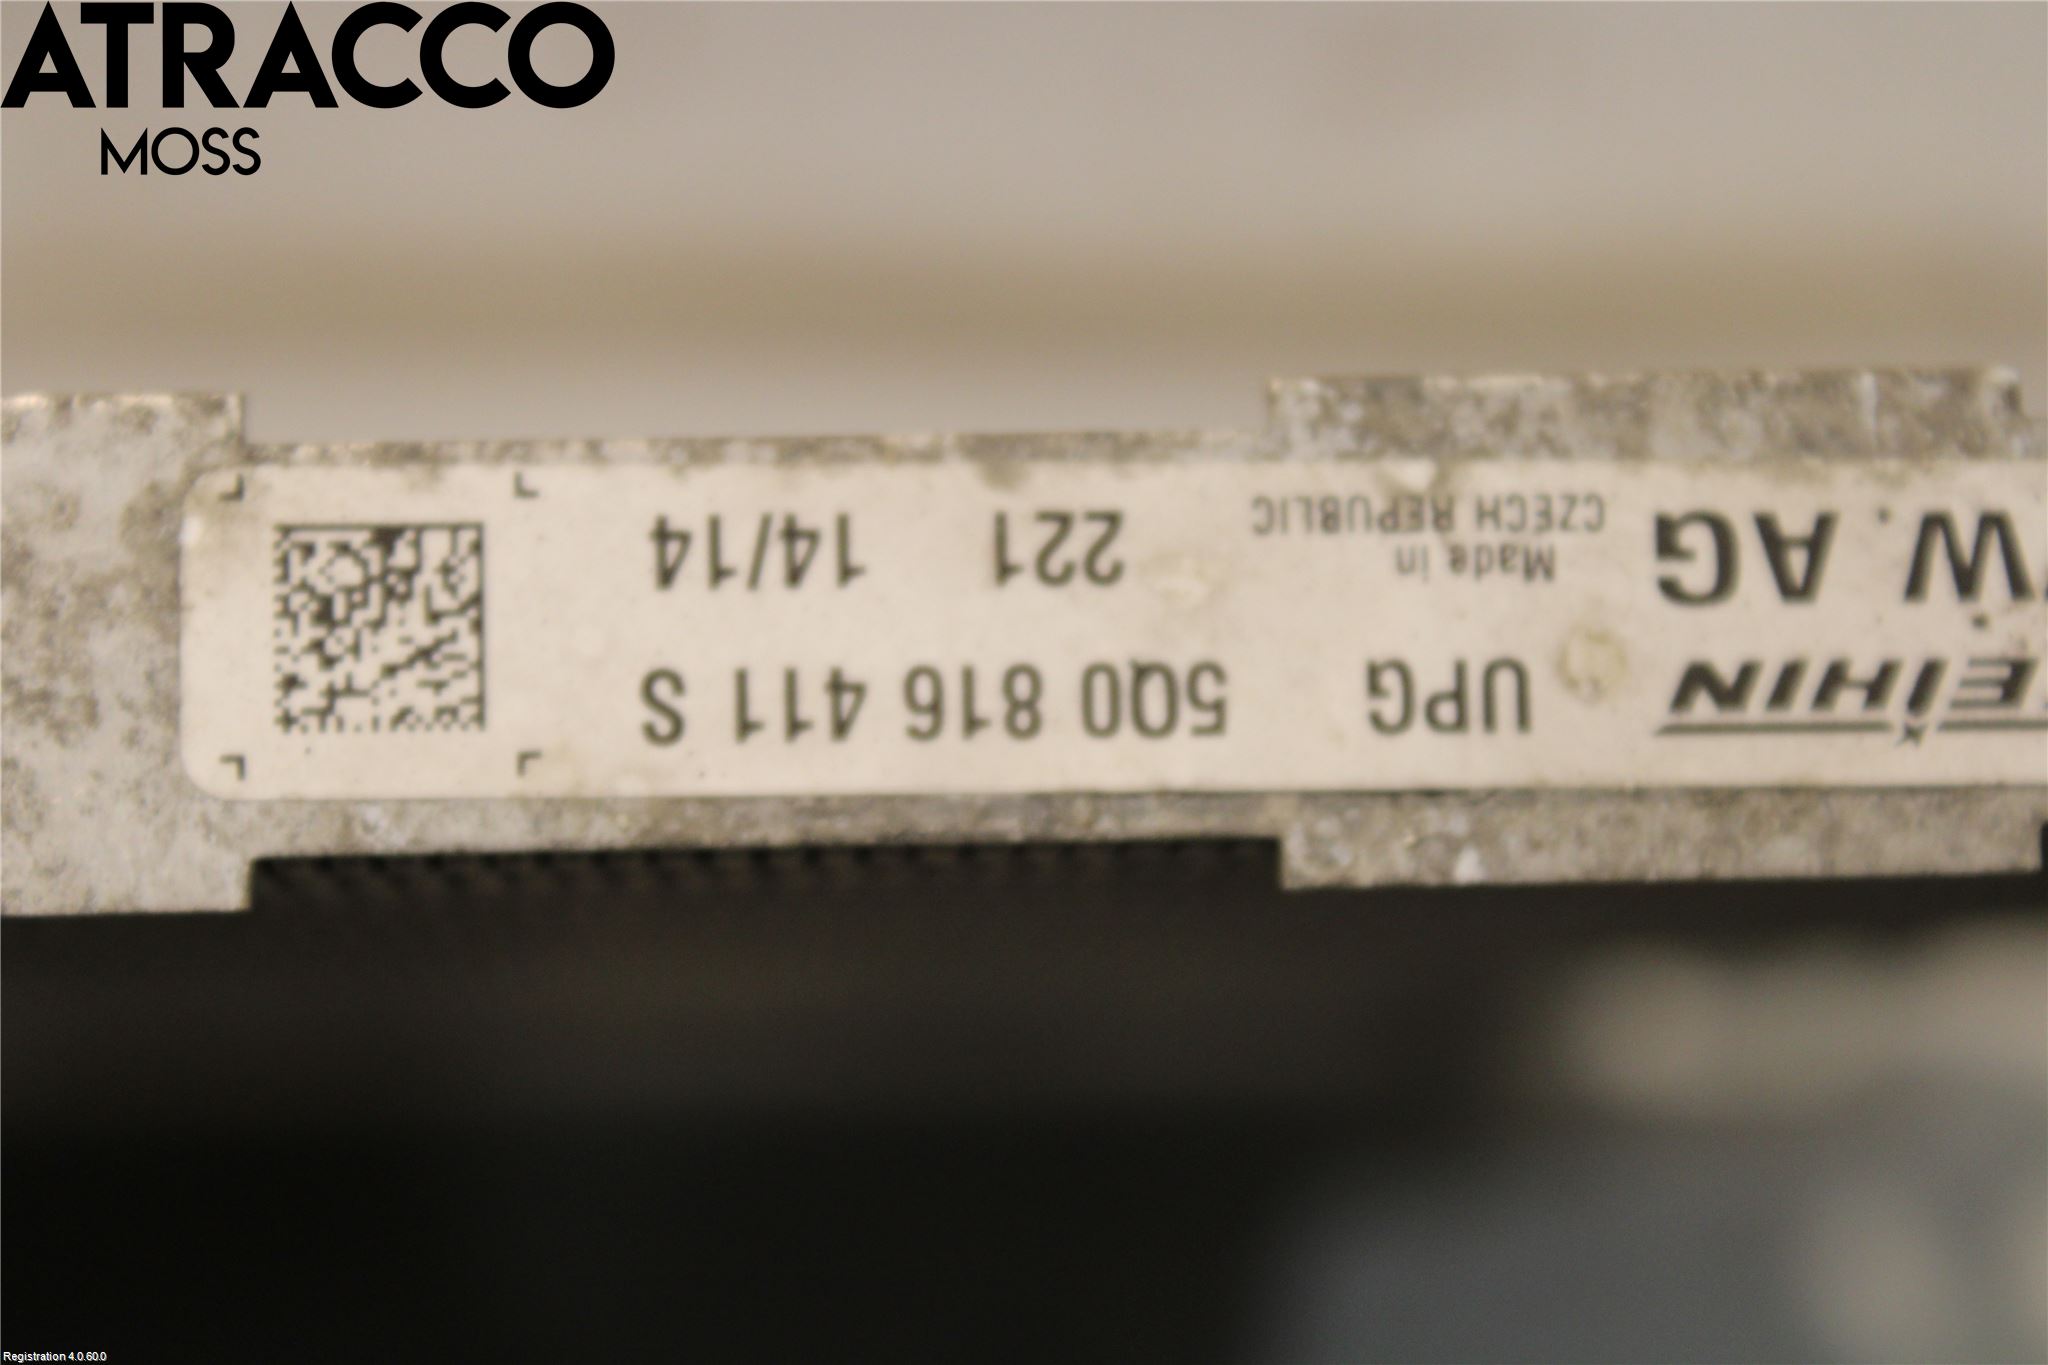 ATRACCO
MOSS
EIHIN UPG 5Q0 816 411 S
W. AG Made in
CZECH REPUBLIC 221 14/14
Registration 4.0.60.0